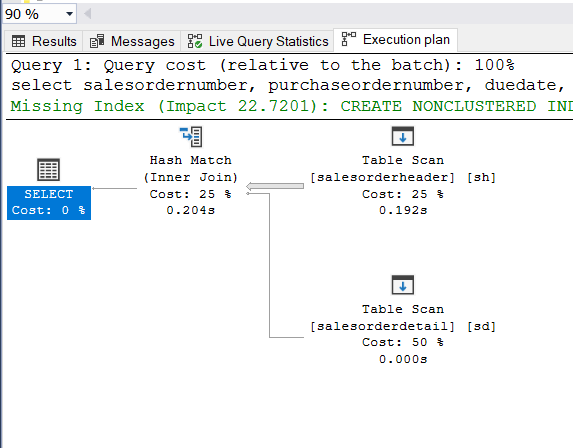 90 %
Results Messages Live Query Statistics Execution plan
Query 1: Query cost (relative to the batch): 100%
select salesordernumber, purchaseordernumber, duedate,
Missing Index (Impact 22.7201): CREATE NONCLUSTERED
SELECT
Cost: 0 %
Hash Match
(Inner Join)
Cost: 25 %
0.204s
Table Scan
[salesorderheader] [sh]
Cost: 25 %
0.192s
Table Scan
[salesorderdetail] [sd]
Cost: 50 %
0.000s